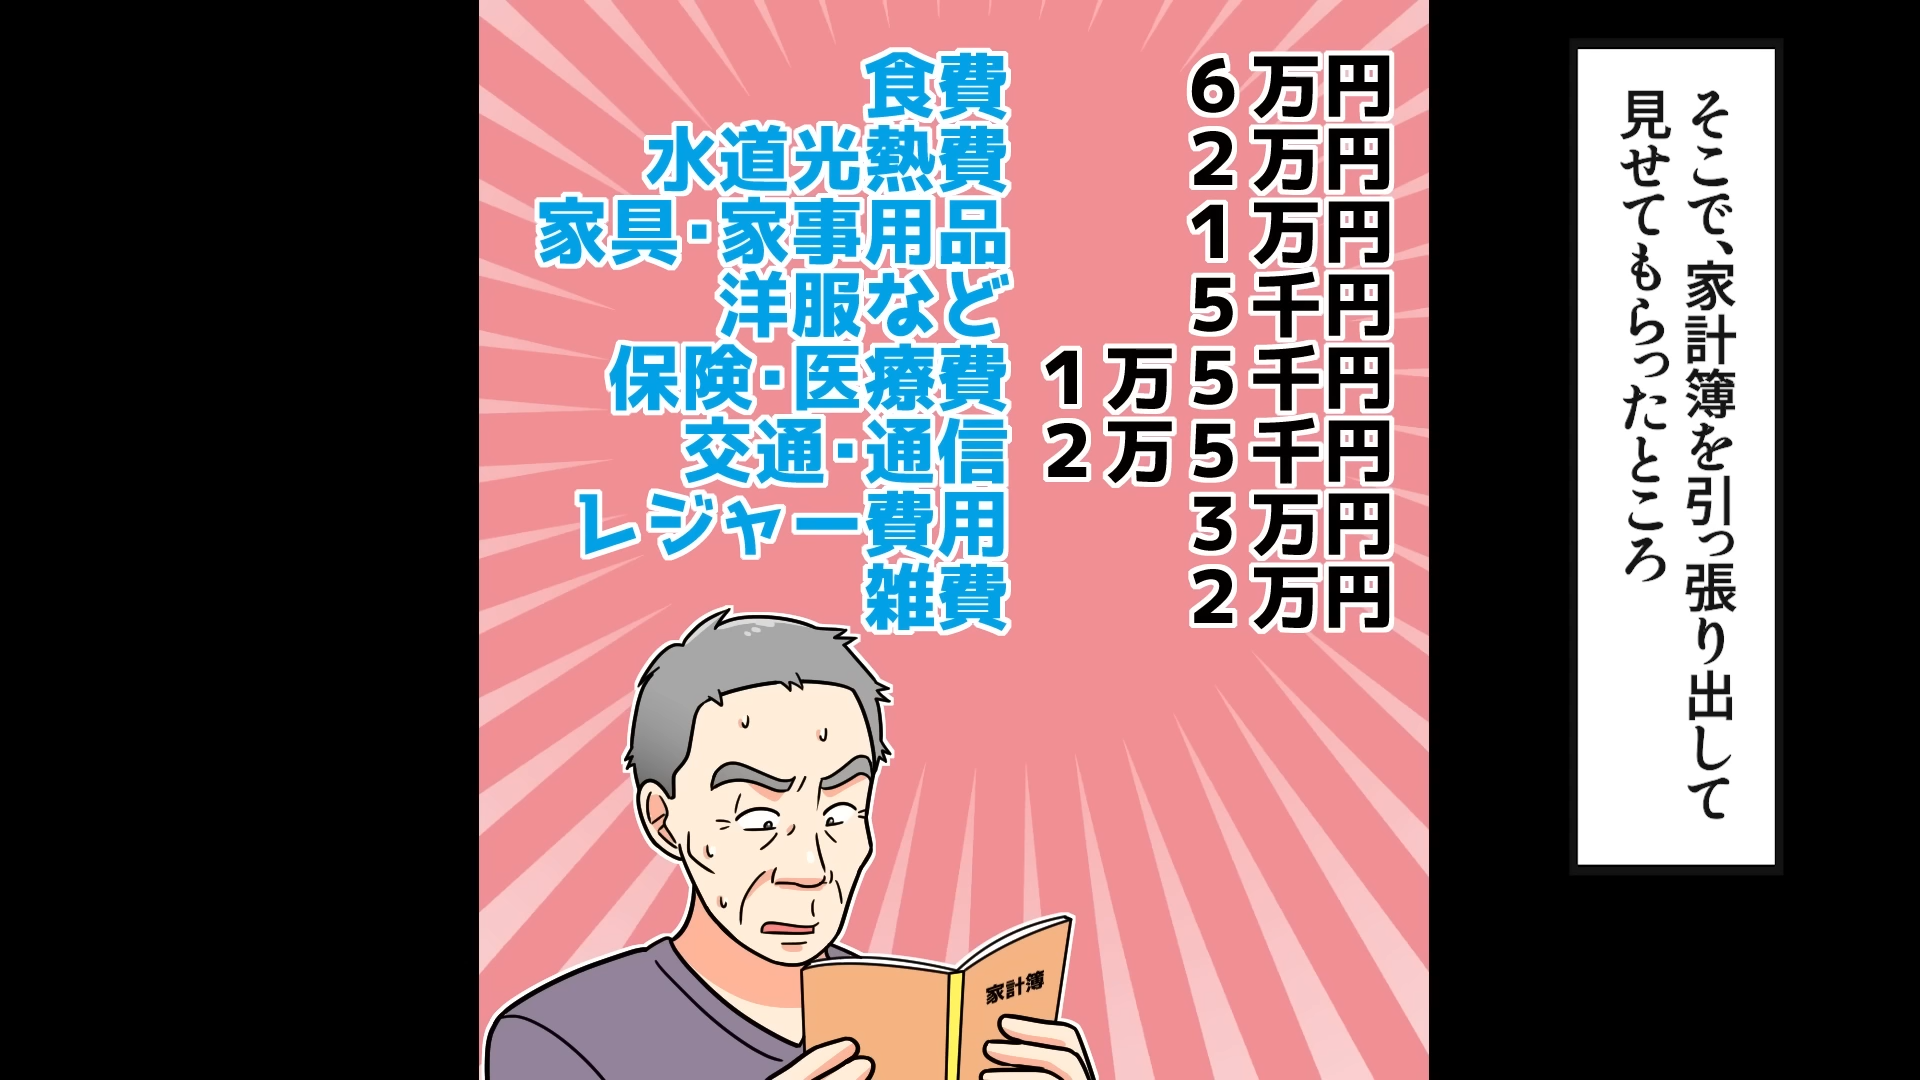 そこで、家計簿を引っ張り出して
見せてもらったところ
食費 6万円
水道光熱費 2万円
家具・家事用品 1万円
洋服など 5千円
保険・医療費 1万5千円
交通・通信 2万5千円
レジャー費用 3万円
雑費 2万円
家計簿